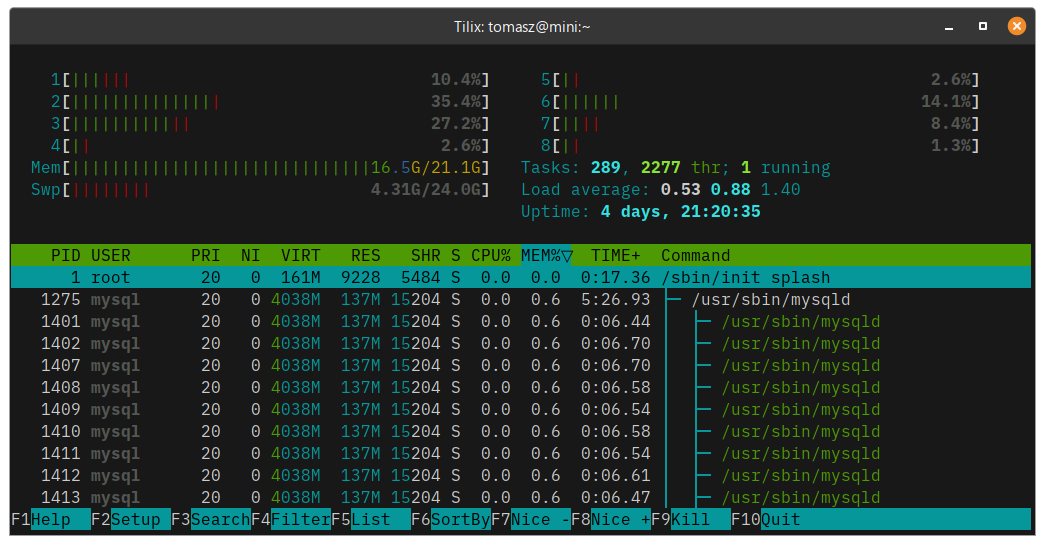 Tilix: tomasz@mini:~
1[|||||| 10.4%] 5[|| 2.6%]
2[||||||||||||||| 35.4%] 6[|||||| 14.1%]
3[|||||||||||| 27.2%] 7[|||| 8.4%]
4[|| 2.6%] 8[|| 1.3%]
Mem[||||||||||||||||||||||||||||||16.5G/21.1G] Tasks: 289, 2277 thr; 1 running
Swp[|||||||| 4.31G/24.0G] Load average: 0.53 0.88 1.40
Uptime: 4 days, 21:20:35
PID USER PRI NI VIRT RES SHR S CPU% MEM%▽ TIME+ Command
1 root 20 0 161M 9228 5484 S 0.0 0.0 0:17.36 /sbin/init splash
1275 mysql 20 0 4038M 137M 15204 S 0.0 0.6 5:26.93 ├─ /usr/sbin/mysqld
1401 mysql 20 0 4038M 137M 15204 S 0.0 0.6 0:06.44 │ ├─ /usr/sbin/mysqld
1402 mysql 20 0 4038M 137M 15204 S 0.0 0.6 0:06.70 │ ├─ /usr/sbin/mysqld
1407 mysql 20 0 4038M 137M 15204 S 0.0 0.6 0:06.70 │ ├─ /usr/sbin/mysqld
1408 mysql 20 0 4038M 137M 15204 S 0.0 0.6 0:06.58 │ ├─ /usr/sbin/mysqld
1409 mysql 20 0 4038M 137M 15204 S 0.0 0.6 0:06.54 │ ├─ /usr/sbin/mysqld
1410 mysql 20 0 4038M 137M 15204 S 0.0 0.6 0:06.58 │ ├─ /usr/sbin/mysqld
1411 mysql 20 0 4038M 137M 15204 S 0.0 0.6 0:06.54 │ ├─ /usr/sbin/mysqld
1412 mysql 20 0 4038M 137M 15204 S 0.0 0.6 0:06.61 │ ├─ /usr/sbin/mysqld
1413 mysql 20 0 4038M 137M 15204 S 0.0 0.6 0:06.47 │ ├─ /usr/sbin/mysqld
F1Help F2Setup F3SearchF4FilterF5List F6SortByF7Nice -F8Nice +F9Kill F10Quit